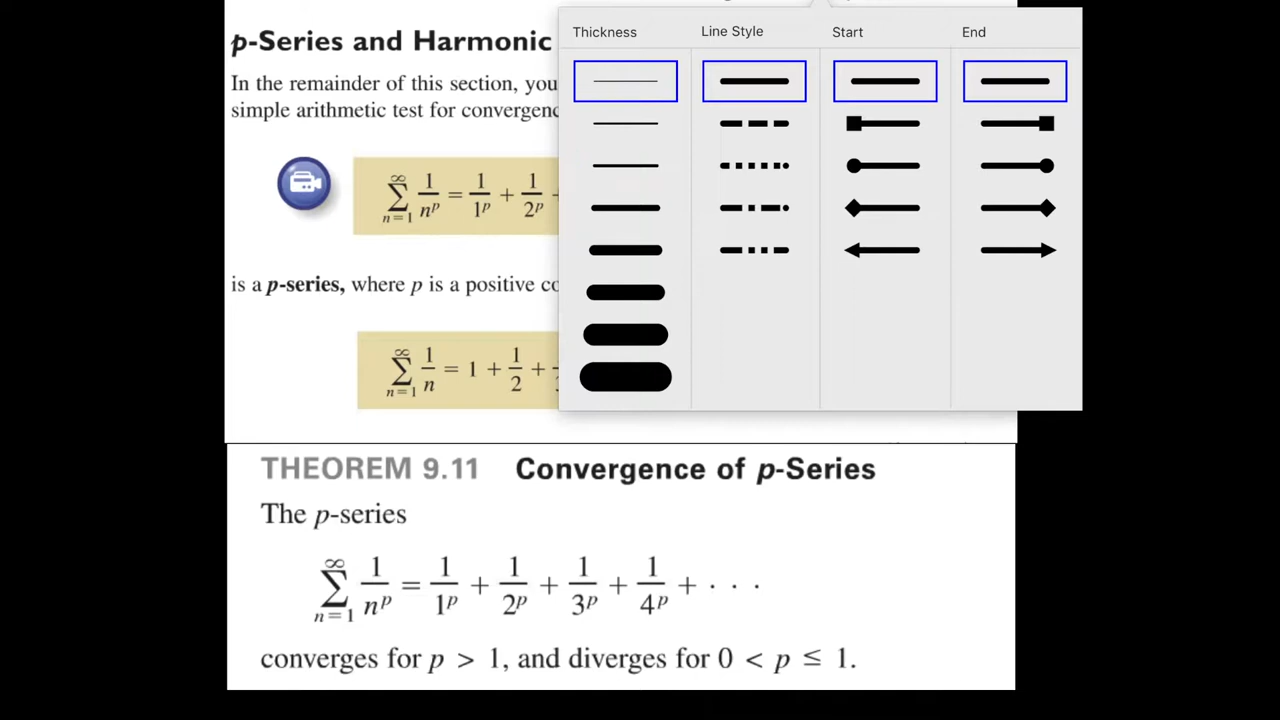 p-Series and Harmonic
In the remainder of this section, you
simple arithmetic test for convergenc
∞ ∑ n=1 1/n^p = 1/1^p + 1/2^p +
is a p-series, where p is a positive co
∞ ∑ n=1 1/n = 1 + 1/2 +
Thickness Line Style Start End
THEOREM 9.11 Convergence of p-Series
The p-series
∞ ∑ n=1 1/n^p = 1/1^p + 1/2^p + 1/3^p + 1/4^p + · · ·
converges for p > 1, and diverges for 0 < p ≤ 1.